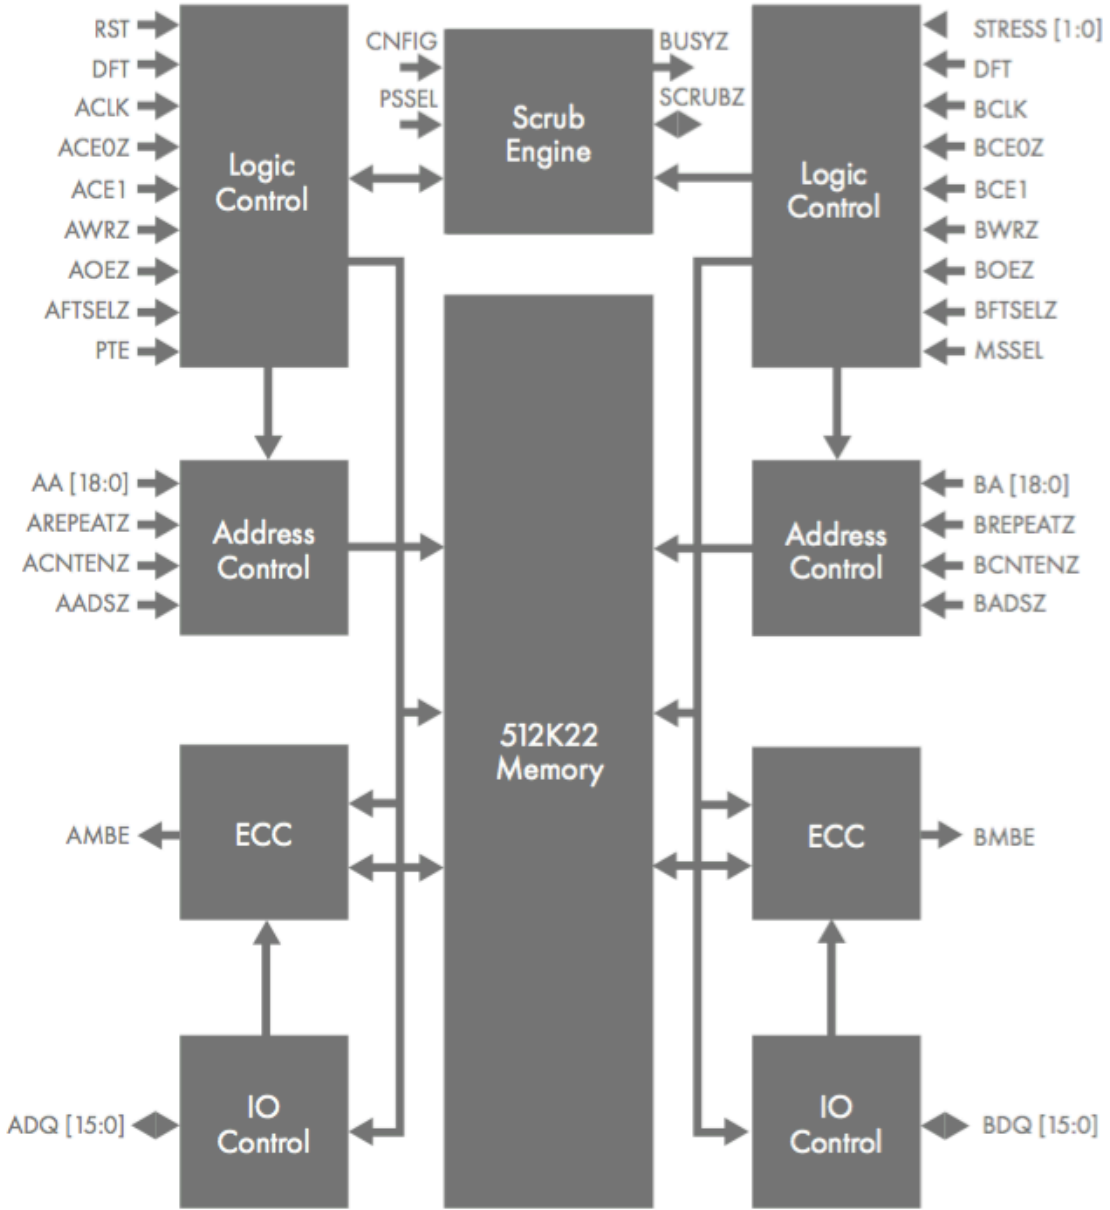 RST
DFT
ACLK
ACE0Z
ACE1
AWRZ
AOEZ
AFTSELZ
PTE
Logic
Control
CNFIG
PSSEL
Scrub
Engine
BUSYZ
SCRUBZ
Logic
Control
STRESS [1:0]
DFT
BCLK
BCE0Z
BCE1
BWRZ
BOEZ
BFTSELZ
MSSEL
AA [18:0]
AREPEATZ
ACNTENZ
AADSZ
Address
Control
512K22
Memory
Address
Control
BA [18:0]
BREPEATZ
BCNTENZ
BADSZ
AMBE
ECC
ECC
BMBE
ADQ [15:0]
IO
Control
IO
Control
BDQ [15:0]